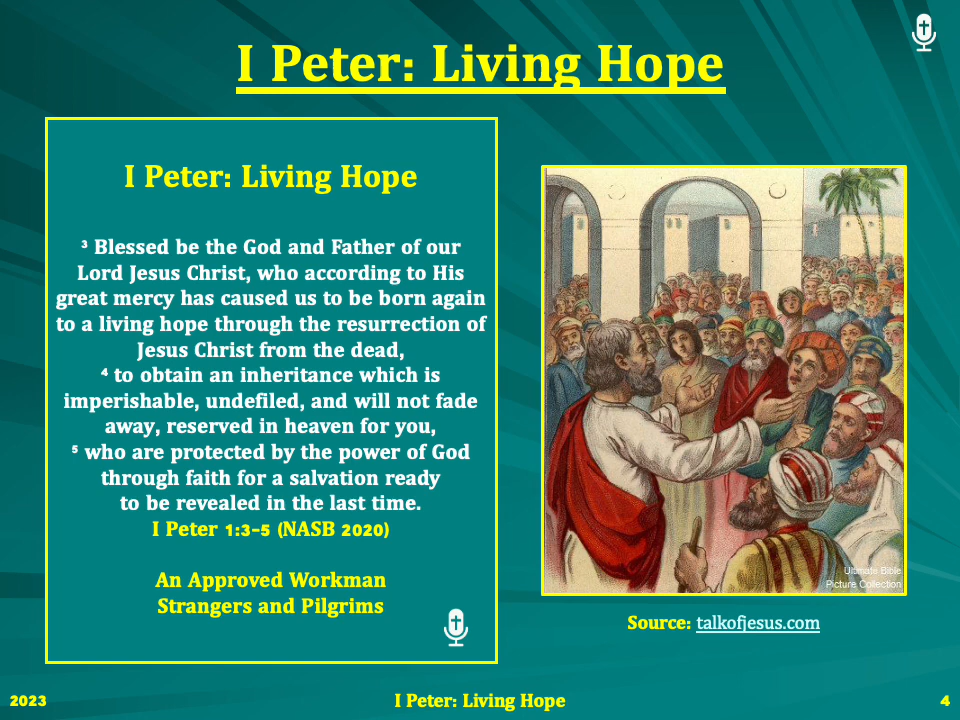 I Peter: Living Hope
I Peter: Living Hope
³ Blessed be the God and Father of our
Lord Jesus Christ, who according to His
great mercy has caused us to be born again
to a living hope through the resurrection of
Jesus Christ from the dead,
⁴ to obtain an inheritance which is
imperishable, undefiled, and will not fade
away, reserved in heaven for you,
⁵ who are protected by the power of God
through faith for a salvation ready
to be revealed in the last time.
I Peter 1:3-5 (NASB 2020)
An Approved Workman
Strangers and Pilgrims
Ultimate Bible
Picture Collection
Source: talkofjesus.com
2023
I Peter: Living Hope
4